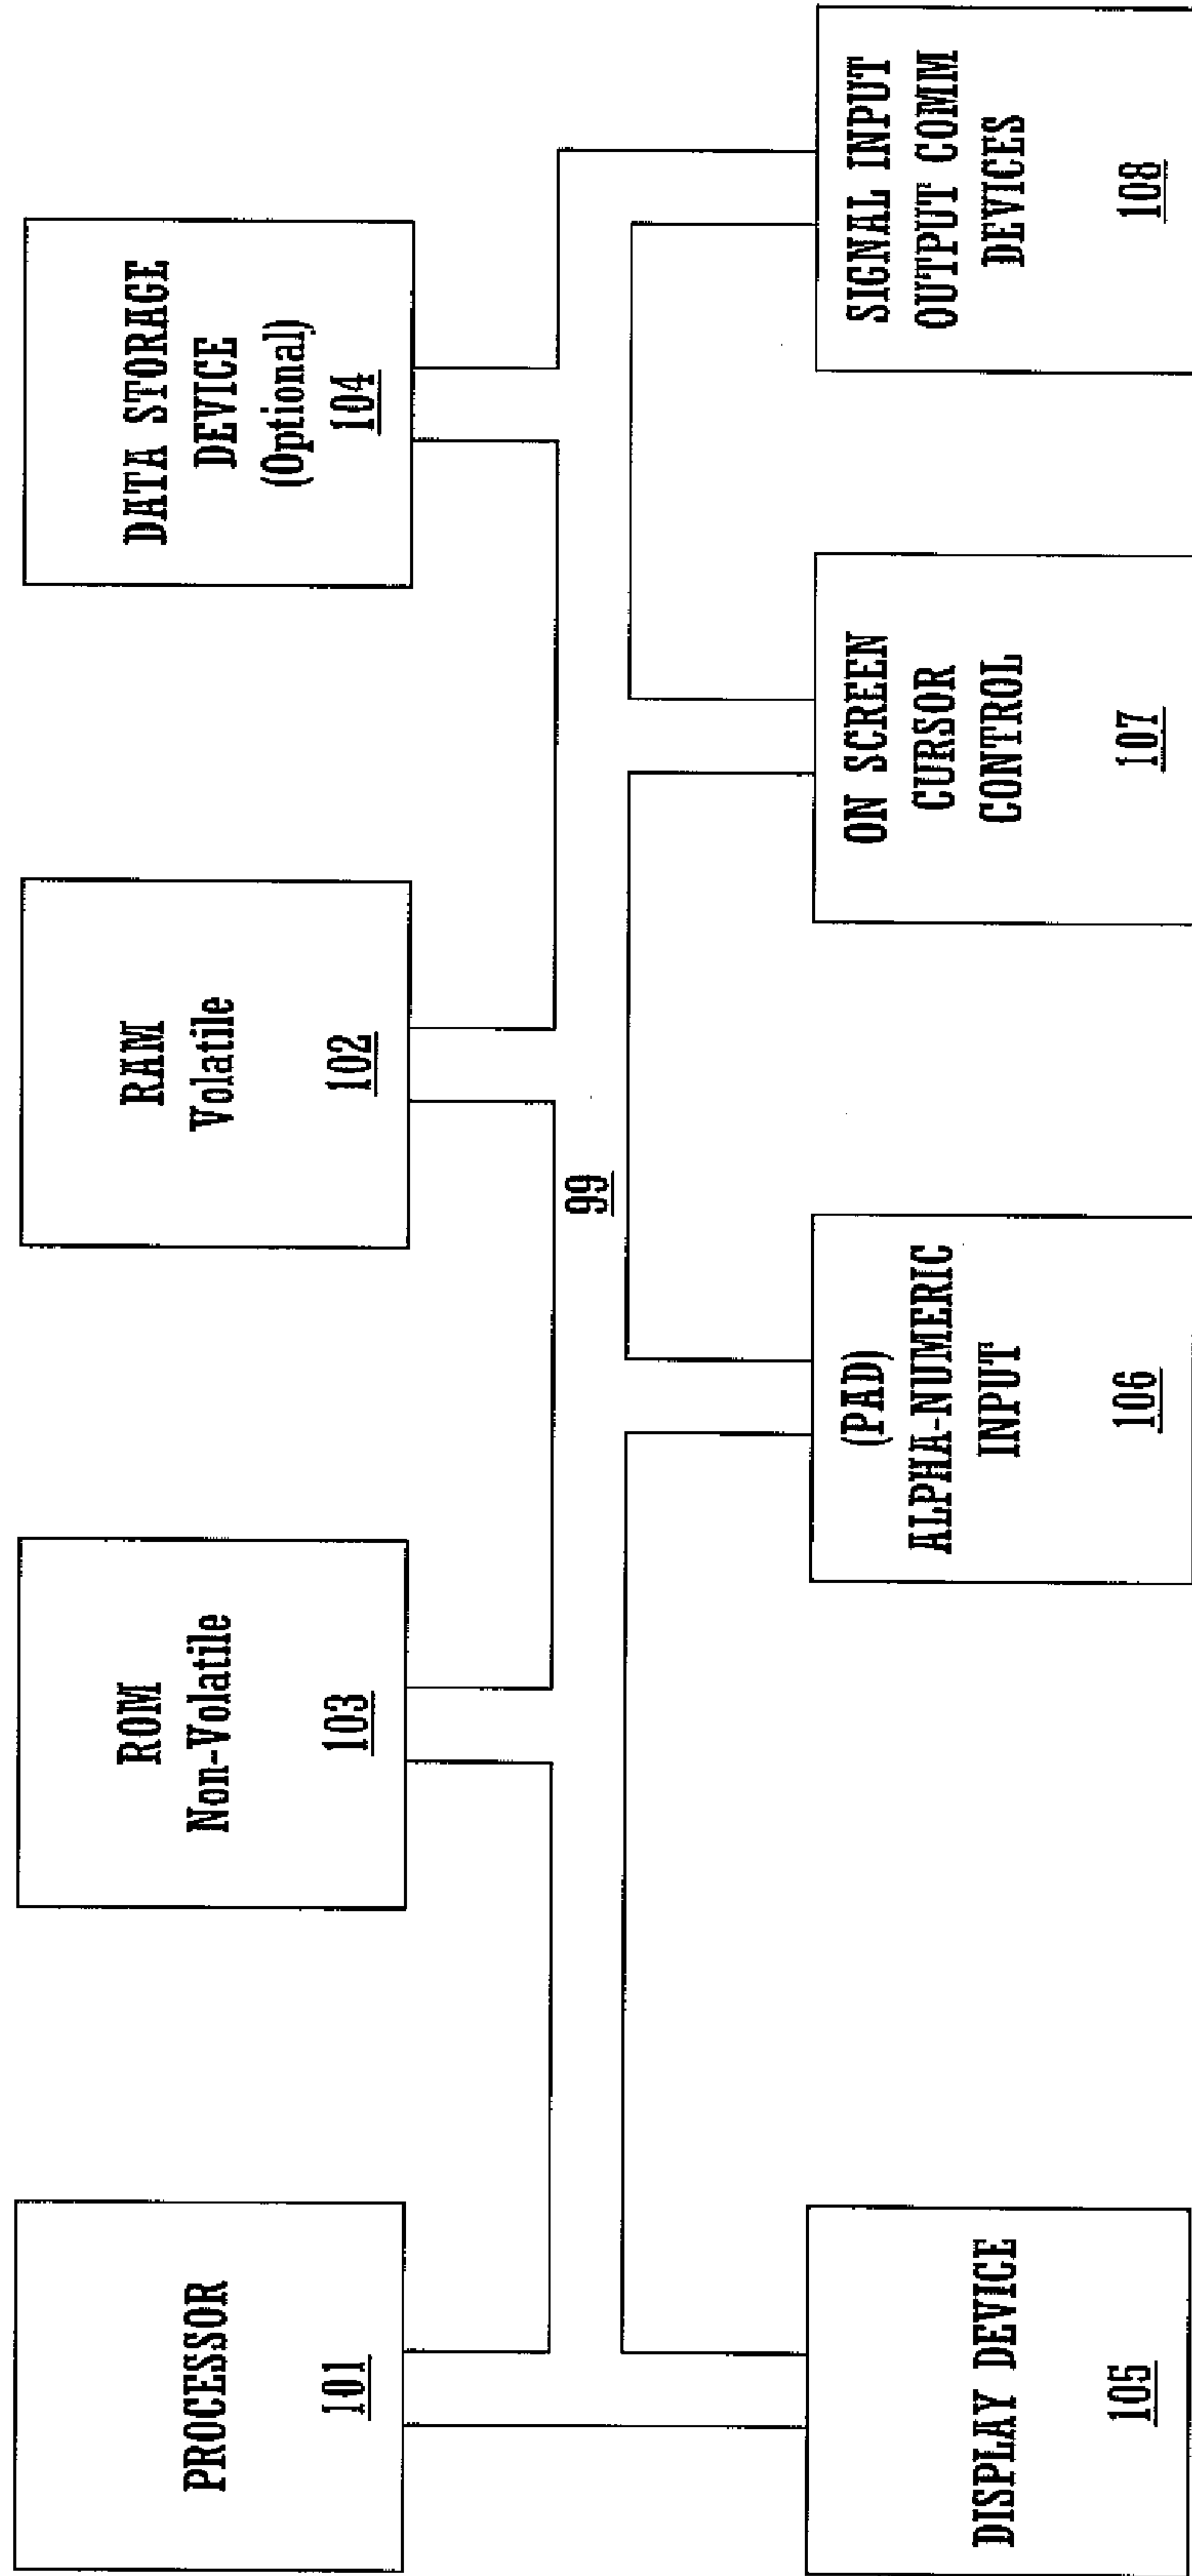 PROCESSOR
101
ROM
Non-Volatile
103
RAM
Volatile
102
DATA STORAGE
DEVICE
(Optional)
104
99
DISPLAY DEVICE
105
(PAD)
ALPHA-NUMERIC
INPUT
106
ON SCREEN
CURSOR
CONTROL
107
SIGNAL INPUT
OUTPUT COMM
DEVICES
108